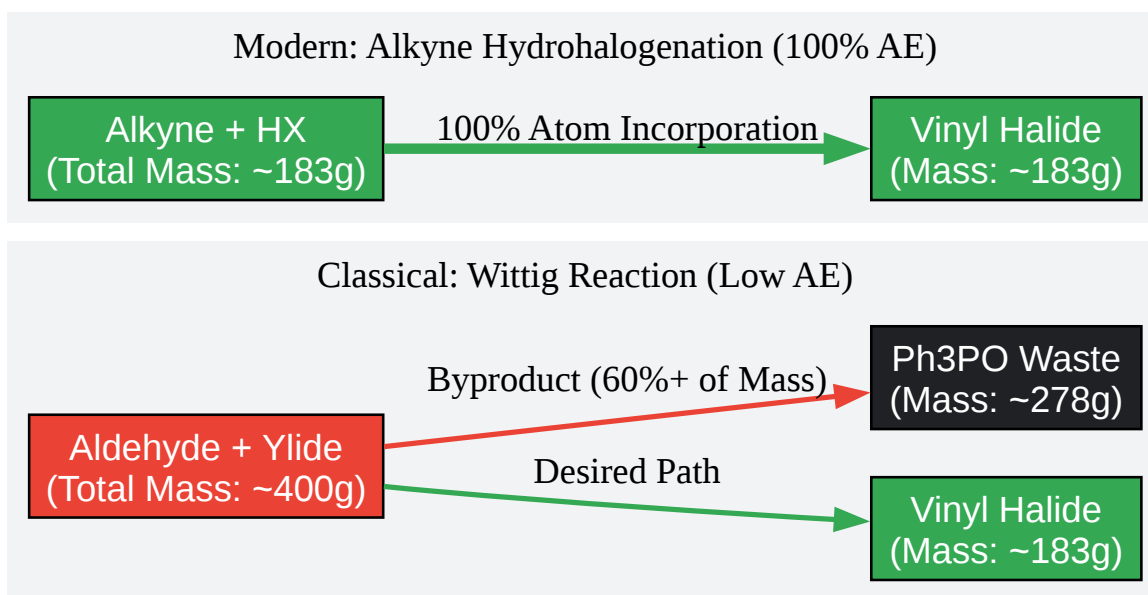 Modern: Alkyne Hydrohalogenation (100% AE)
Alkyne + HX
(Total Mass: ~183g)
100% Atom Incorporation
Vinyl Halide
(Mass: ~183g)
Classical: Wittig Reaction (Low AE)
Aldehyde + Ylide
(Total Mass: ~400g)
Byproduct (60%+ of Mass)
Ph3PO Waste
(Mass: ~278g)
Desired Path
Vinyl Halide
(Mass: ~183g)